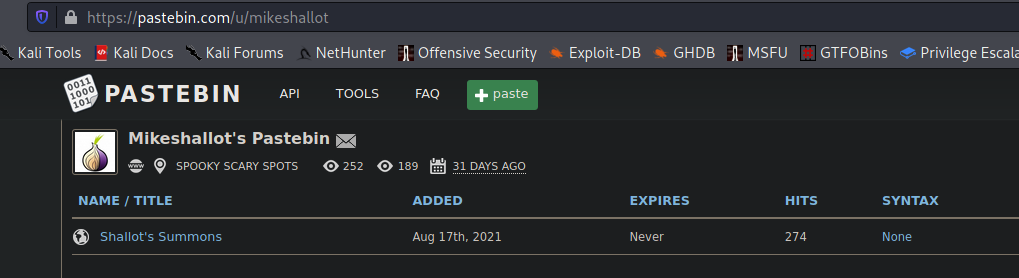 https://pastebin.com/u/mikeshallot
Kali Tools Kali Docs Kali Forums NetHunter Offensive Security Exploit-DB GHDB MSFU GTFOBins Privilege Escala
0011
1000
101
PASTEBIN API TOOLS FAQ + paste
Mikeshallot's Pastebin
www SPOOKY SCARY SPOTS 252 189 31 DAYS AGO
NAME / TITLE ADDED EXPIRES HITS SYNTAX
Shallot's Summons Aug 17th, 2021 Never 274 None